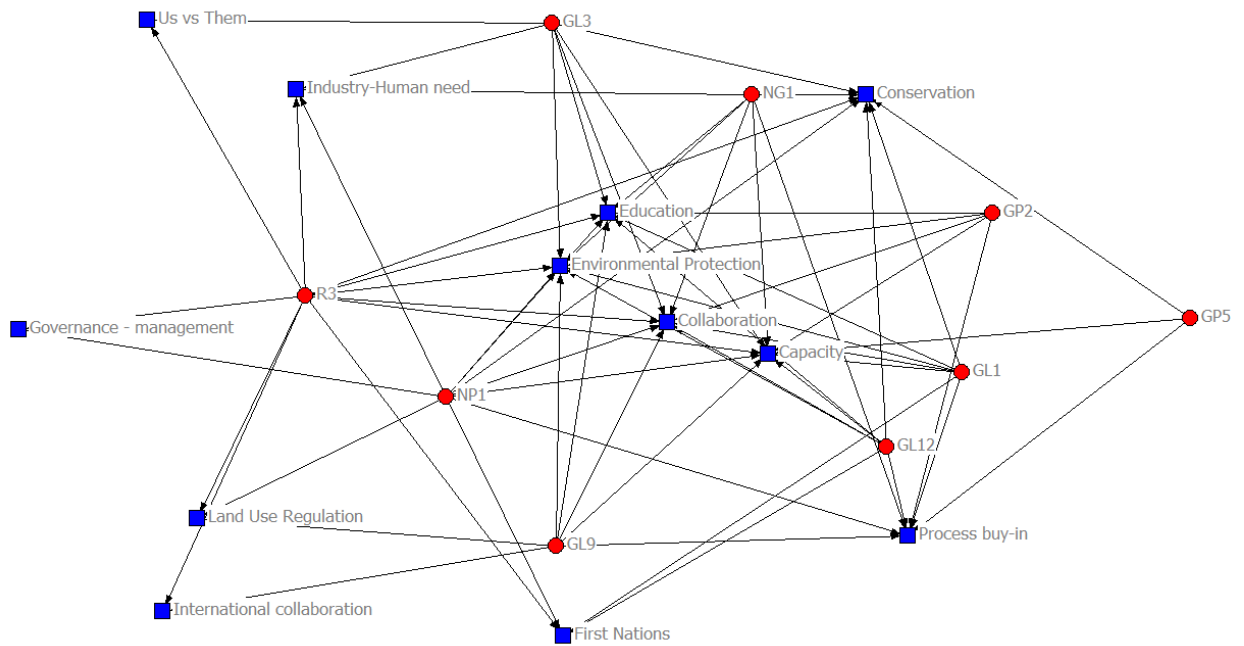 Us vs Them
GL3
Industry-Human need
NG1
Conservation
Education
GP2
Environmental Protection
R3
Governance - management
Collaboration
GP5
Capacity
GL1
NP1
GL12
Land Use Regulation
GL9
Process buy-in
International collaboration
First Nations